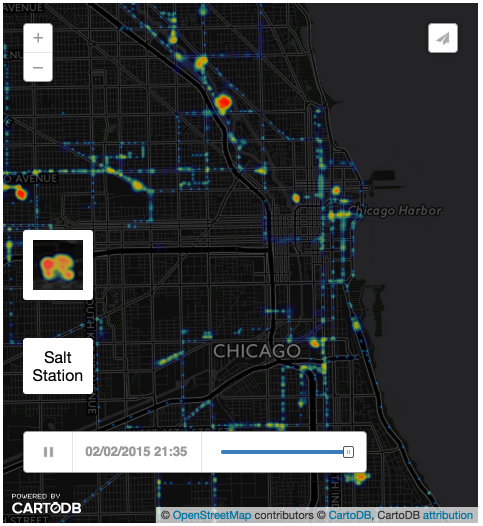 +
−
O AVENUE
AVENUE
Chicago Harbor
Salt
Station
CHICAGO
02/02/2015 21:35
POWERED BY
CARTODB
© OpenStreetMap contributors © CartoDB, CartoDB attribution